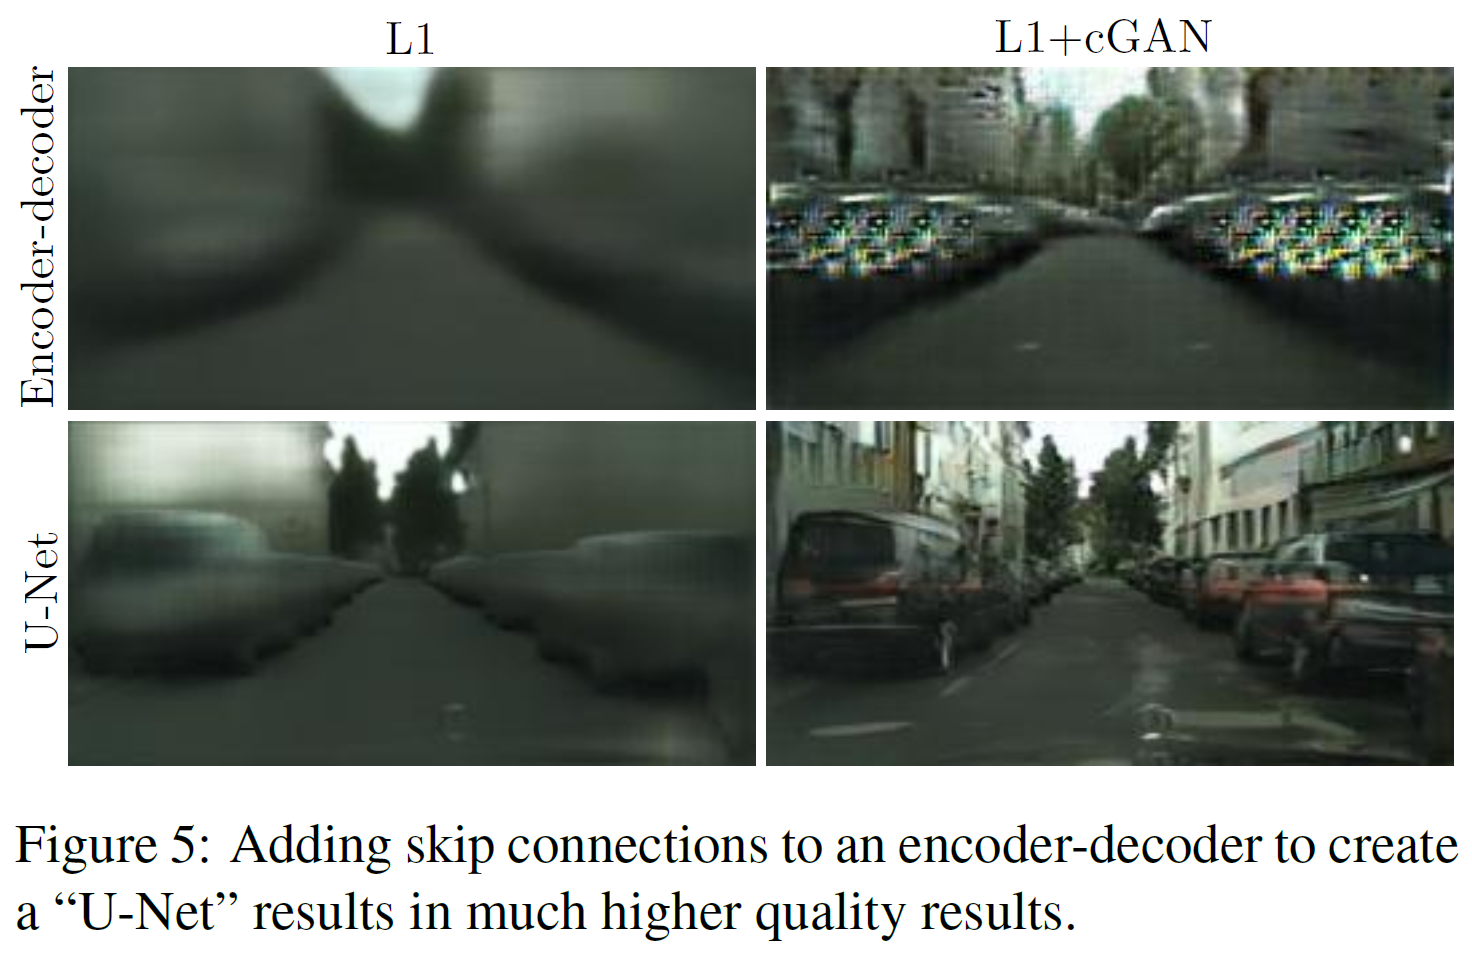 L1
L1+cGAN
Encoder-decoder
U-Net
Figure 5: Adding skip connections to an encoder-decoder to create
a “U-Net” results in much higher quality results.